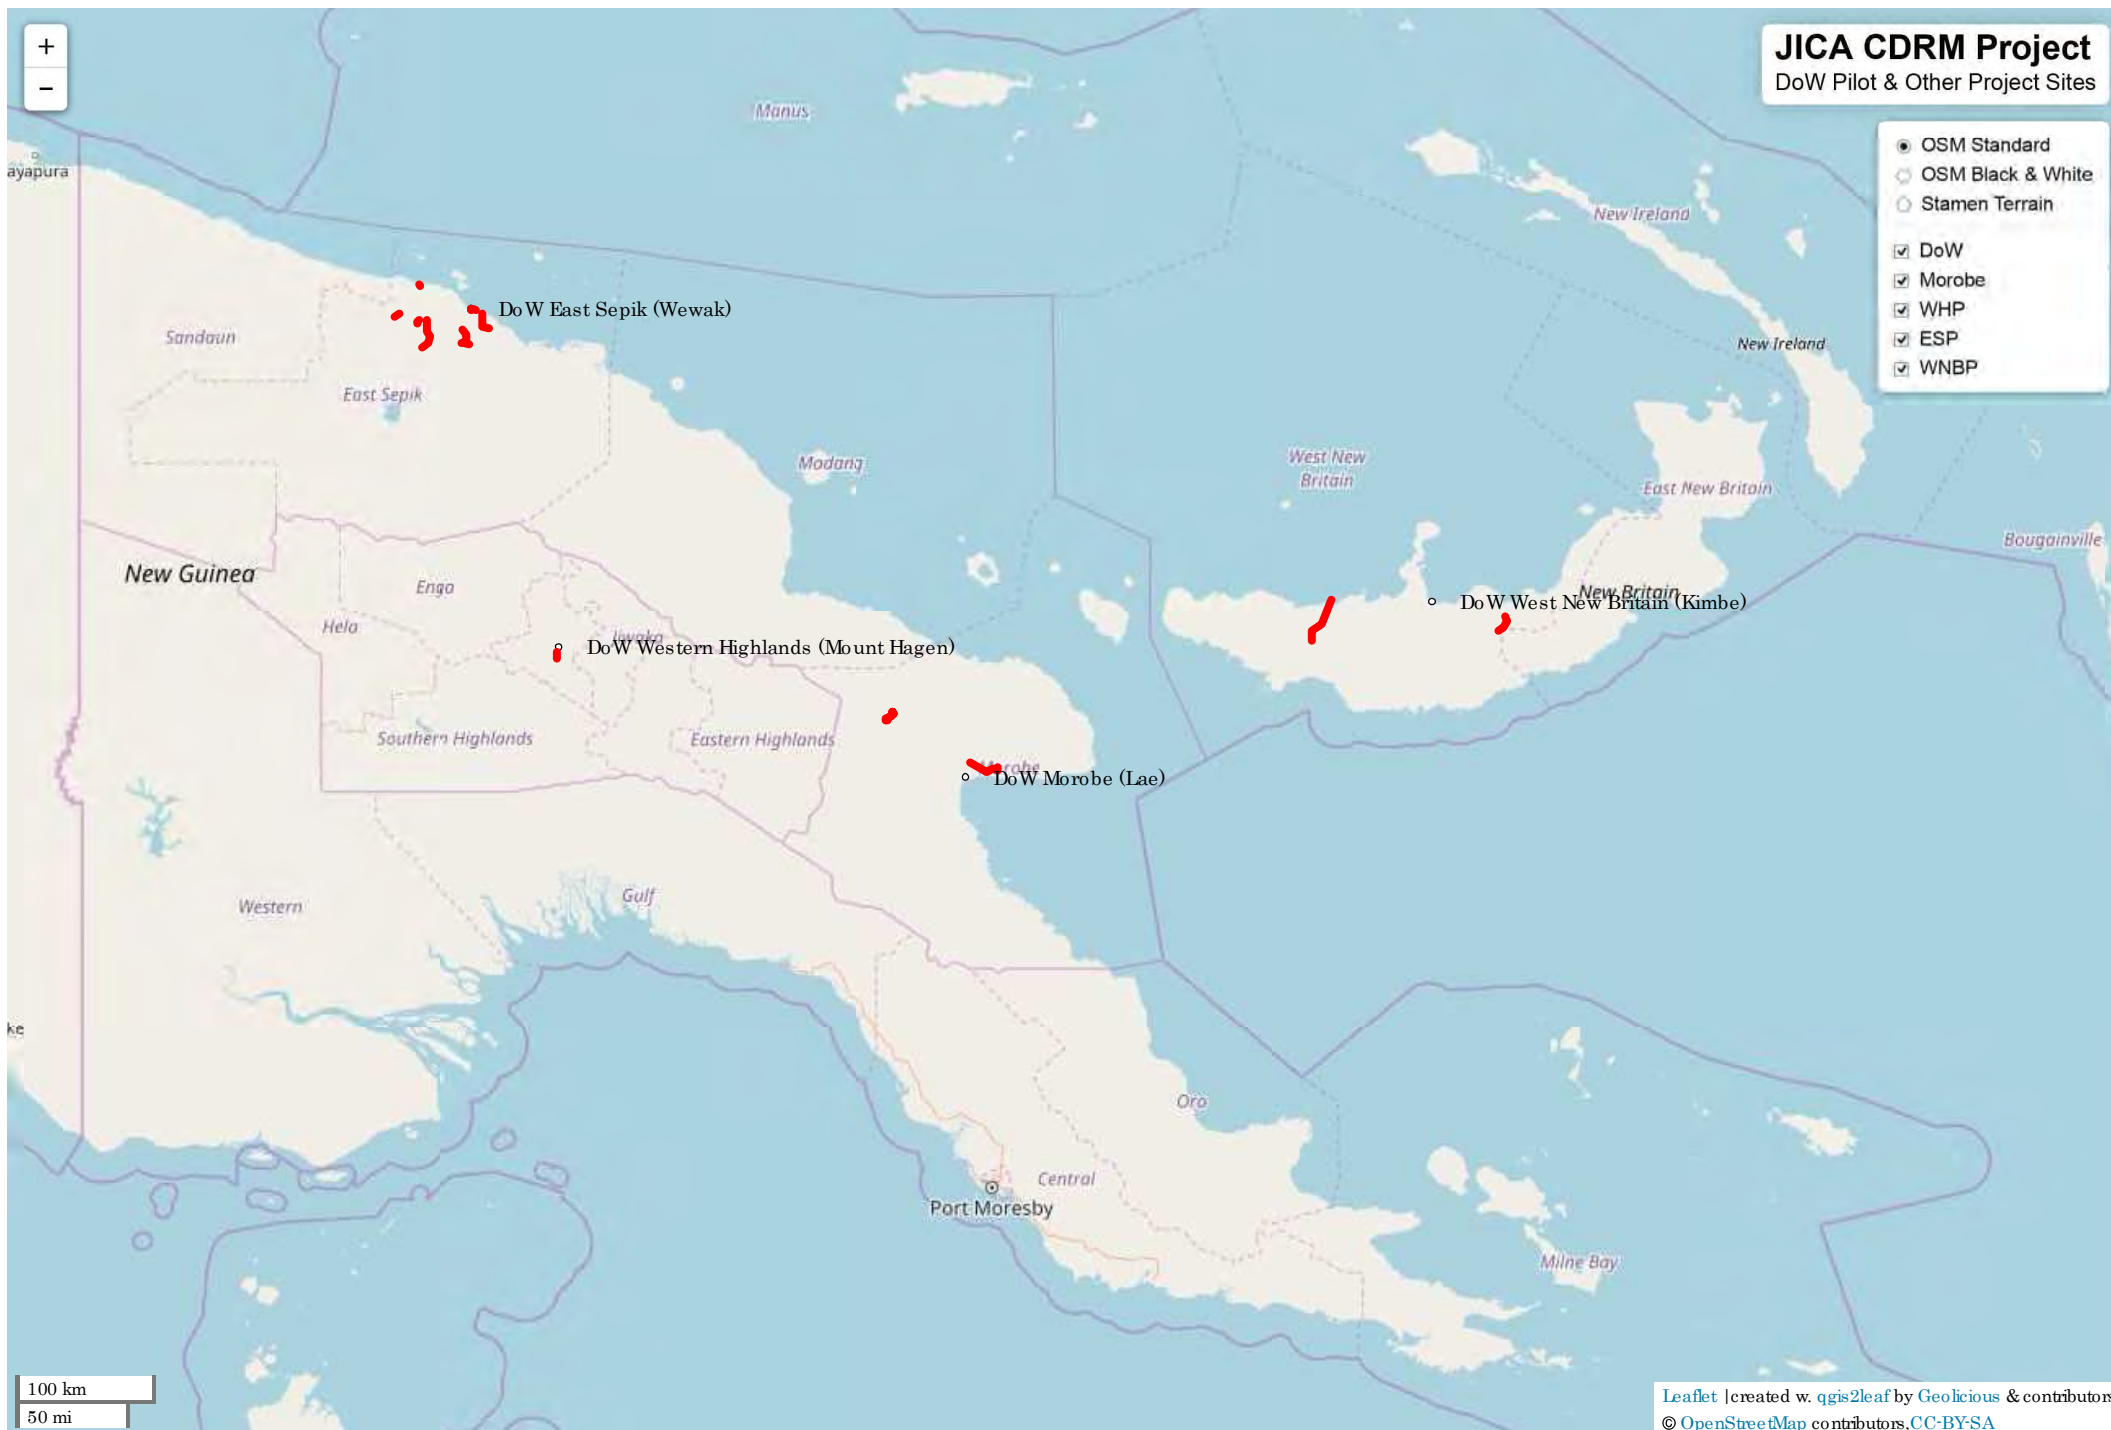 +
−
JICA CDRM Project
DoW Pilot & Other Project Sites
OSM Standard
OSM Black & White
Stamen Terrain
DoW
Morobe
WHP
ESP
WNBP
Manus
ayapura
New Ireland
DoW East Sepik (Wewak)
Sandaun
New Ireland
East Sepik
Madang
West New
Britain
East New Britain
Bougainville
New Guinea
Enga
New Britain
DoW West New Britain (Kimbe)
Hela
Jiwaka
DoW Western Highlands (Mount Hagen)
Southern Highlands
Eastern Highlands
Morobe
DoW Morobe (Lae)
Gulf
Western
ke
Oro
Central
Port Moresby
Milne Bay
100 km
50 mi
Leaflet | created w. qgis2leaf by Geolicious & contributors
© OpenStreetMap contributors, CC-BY-SA